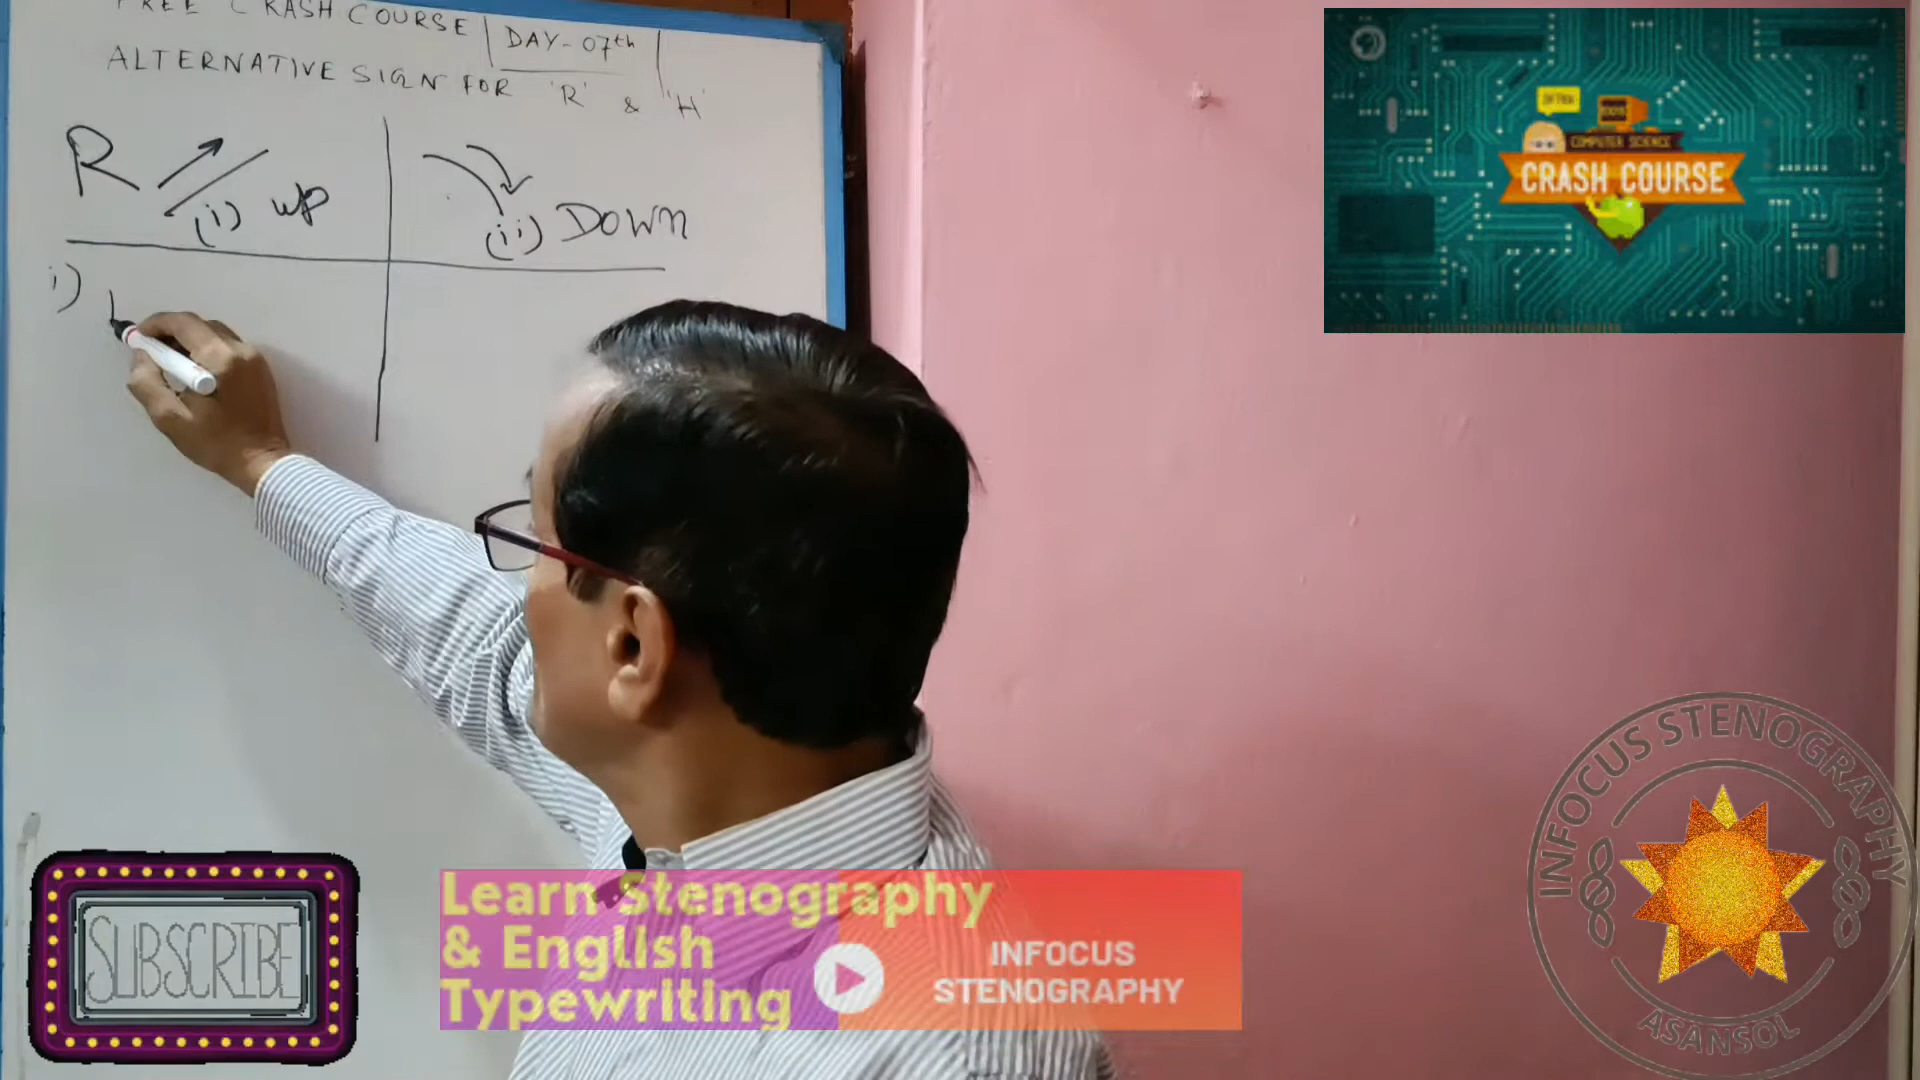 FREE CRASH COURSE | DAY-07th |
ALTERNATIVE SIGN FOR 'R' & 'H'
R (i) up
(ii) DOWN
i)
COMPUTER SCIENCE
CRASH COURSE
SUBSCRIBE
Learn Stenography
& English
Typewriting
INFOCUS
STENOGRAPHY
INFOCUS STENOGRAPHY
ASANSOL